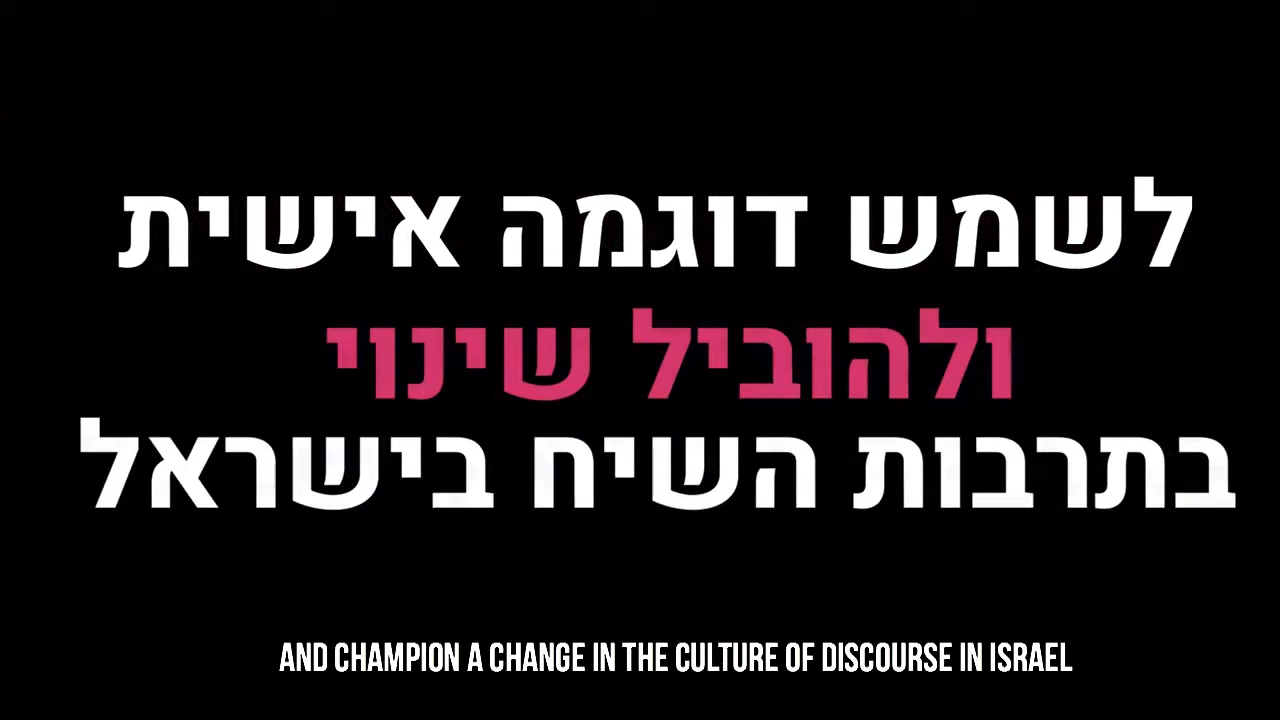 לשמש דוגמה אישית
ולהוביל שינוי
בתרבות השיח בישראל
AND CHAMPION A CHANGE IN THE CULTURE OF DISCOURSE IN ISRAEL